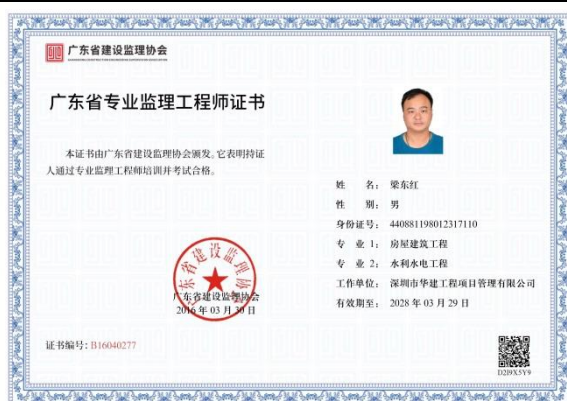 广东省建设监理协会
广东省专业监理工程师证书
本证书由广东省建设监理协会颁发,它表明持证
人通过专业监理工程师培训并考试合格。
姓 名: 梁东红
性 别: 男
身份证号: 440881198012317110
专 业 1: 房屋建筑工程
专 业 2: 水利水电工程
工作单位: 深圳市华建工程项目管理有限公司
有效期至: 2028 年 03 月 29 日
广东省建设监理协会
广东省建设监理协会
2016 年 03 月 30 日
证书编号: B16040277
D2I9X5Y9